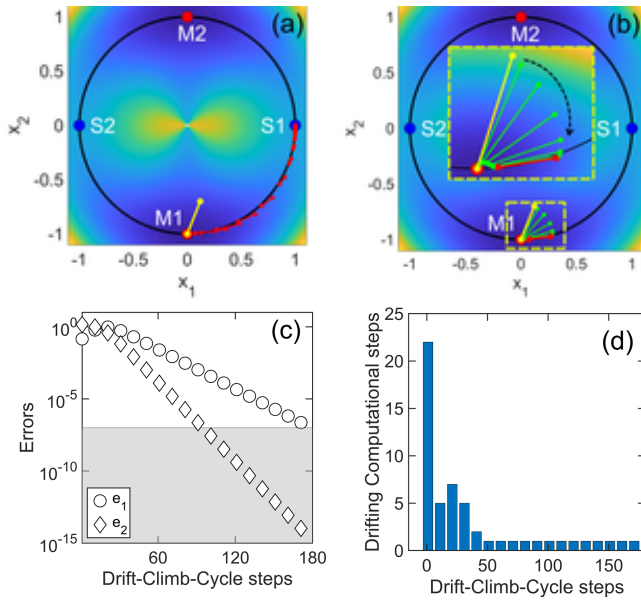 (a)
M2
S2
S1
M1
x₂
1
0.5
0
-0.5
-1
-1
-0.5
0
0.5
1
x₁
(b)
S2
S1
M1
x₂
1
0.5
0
-0.5
-1
-1
-0.5
0
0.5
1
x₁
(c)
Errors
10⁰
10⁻⁵
10⁻¹⁰
10⁻¹⁵
e₁
e₂
60
120
180
Drift-Climb-Cycle steps
(d)
Drifting Computational steps
25
20
15
10
5
0
0
50
100
150
Drift-Climb-Cycle steps